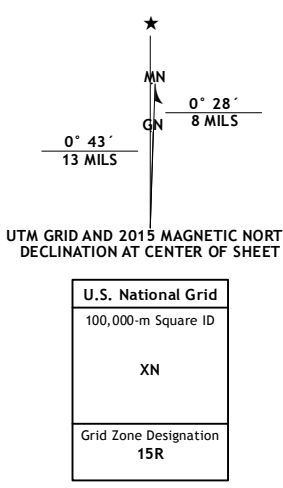 ★
MN
0° 28´
8 MILS
GN
0° 43´
13 MILS
UTM GRID AND 2015 MAGNETIC NORT
DECLINATION AT CENTER OF SHEET
U.S. National Grid
100,000-m Square ID
XN
Grid Zone Designation
15R